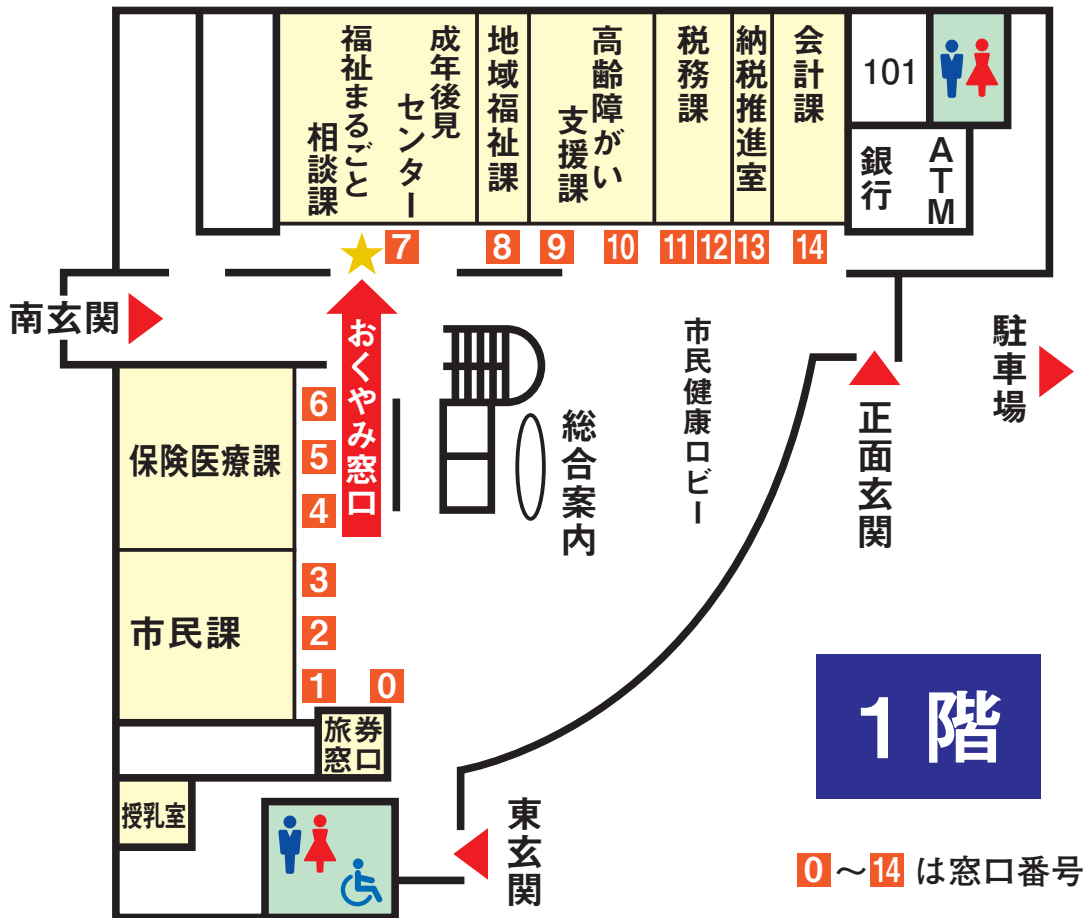 福祉まるごと
相談課
成年後見
センター
地域福祉課
高齢障がい
支援課
税務課
納税推進室
会計課
101
銀行
ATM
7
8
9
10
11
12
13
14
南玄関
おくやみ窓口
市民健康ロビー
駐車場
正面玄関
総合案内
保険医療課
6
5
4
市民課
3
2
1
0
旅券
窓口
授乳室
東玄関
1階
0～14は窓口番号